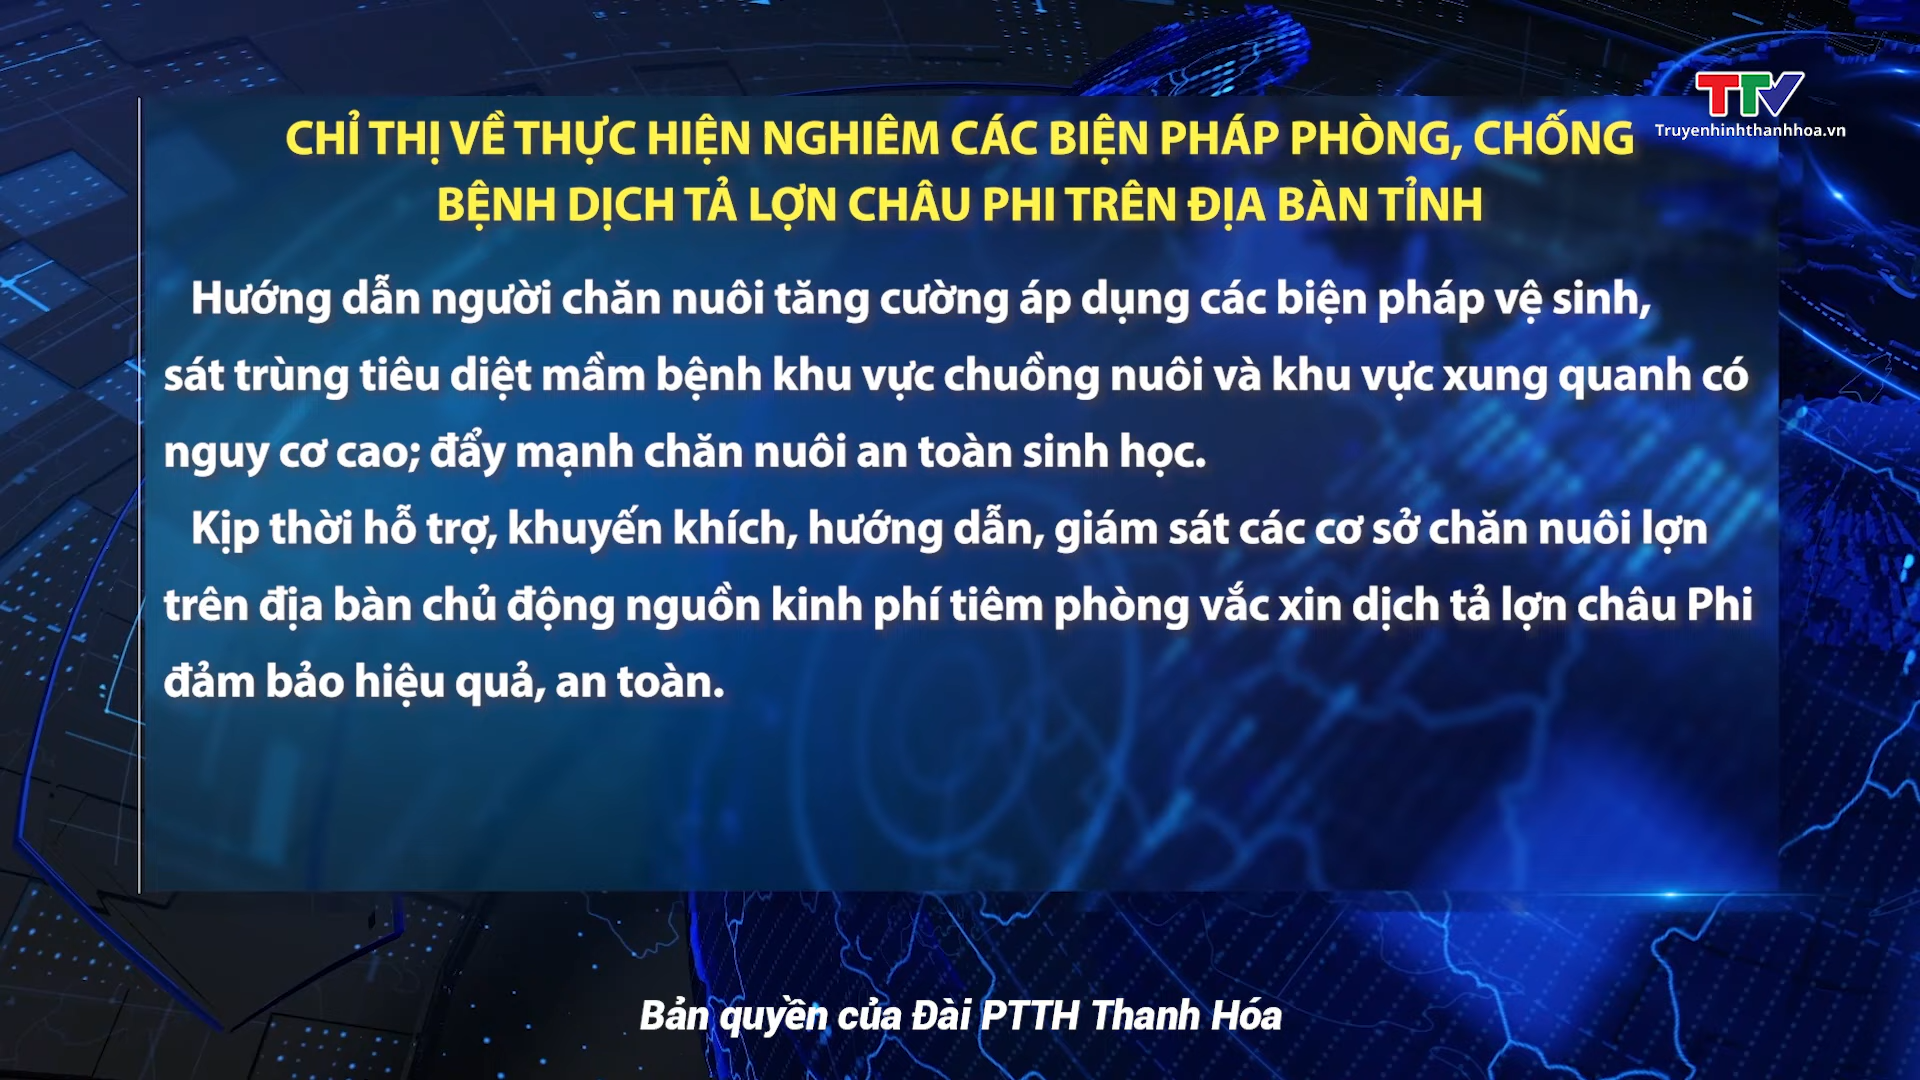 TTV
Truyenhinhthanhhoa.vn
CHỈ THỊ VỀ THỰC HIỆN NGHIÊM CÁC BIỆN PHÁP PHÒNG, CHỐNG
BỆNH DỊCH TẢ LỢN CHÂU PHI TRÊN ĐỊA BÀN TỈNH
Hướng dẫn người chăn nuôi tăng cường áp dụng các biện pháp vệ sinh,
sát trùng tiêu diệt mầm bệnh khu vực chuồng nuôi và khu vực xung quanh có
nguy cơ cao; đẩy mạnh chăn nuôi an toàn sinh học.
Kịp thời hỗ trợ, khuyến khích, hướng dẫn, giám sát các cơ sở chăn nuôi lợn
trên địa bàn chủ động nguồn kinh phí tiêm phòng vắc xin dịch tả lợn châu Phi
đảm bảo hiệu quả, an toàn.
Bản quyền của Đài PTTH Thanh Hóa